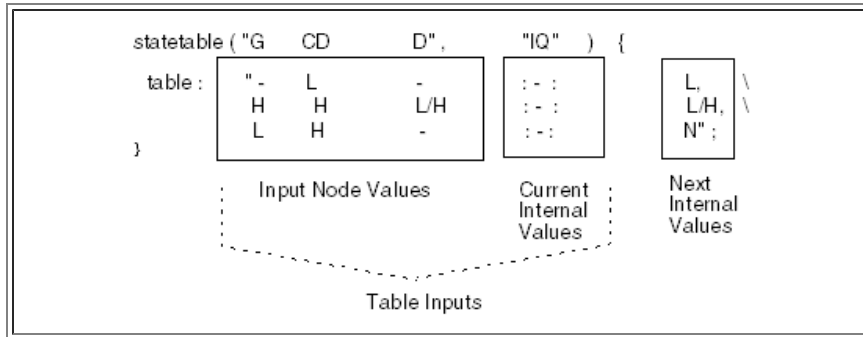 statetable ( "G CD D", "IQ" ) {
table : "- L - : - : L, \
H H L/H : - : L/H, \
L H - : - : N" ;
}
Input Node Values
Current
Internal
Values
Next
Internal
Values
Table Inputs